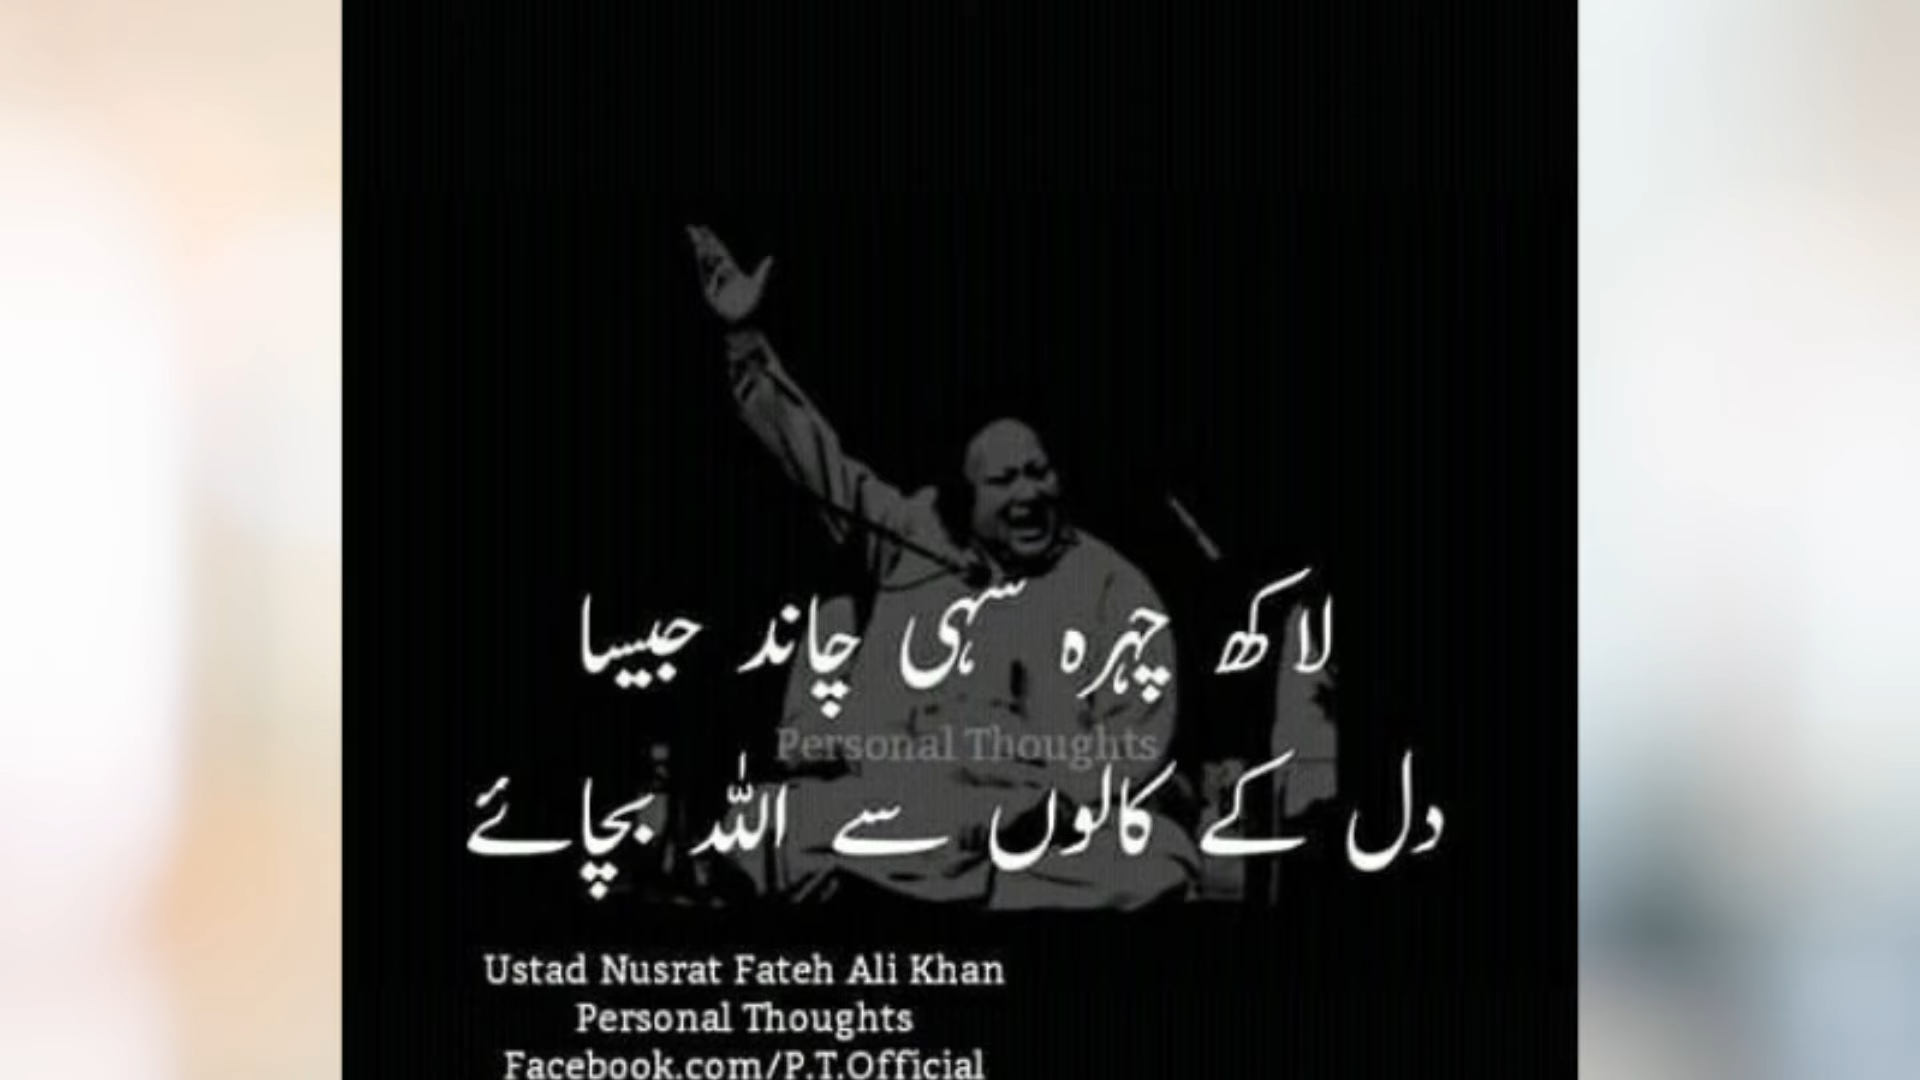 لاکھ چہرہ سہی چاند جیسا
Personal Thoughts
دل کے کالوں سے اللہ بچائے
Ustad Nusrat Fateh Ali Khan
Personal Thoughts
Facebook.com/P.T.Official